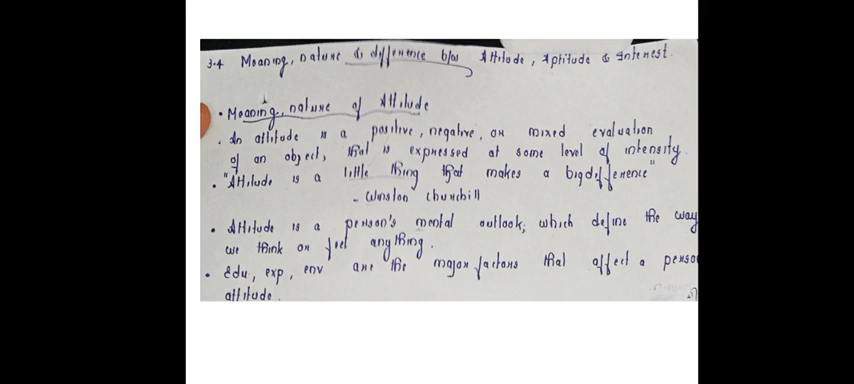 3.4 Meaning, nature & difference b/w Attitude, Aptitude & Interest.
• Meaning, nature of Attitude
. An attitude is a positive, negative, or mixed evaluation
of an object, that is expressed at some level of intensity.
• "Attitude is a little thing that makes a big difference"
- Winston Churchill
• Attitude is a person's mental outlook, which define the way
we think or feel anything.
• Edu, exp, env are the major factors that affect a perso
attitude.